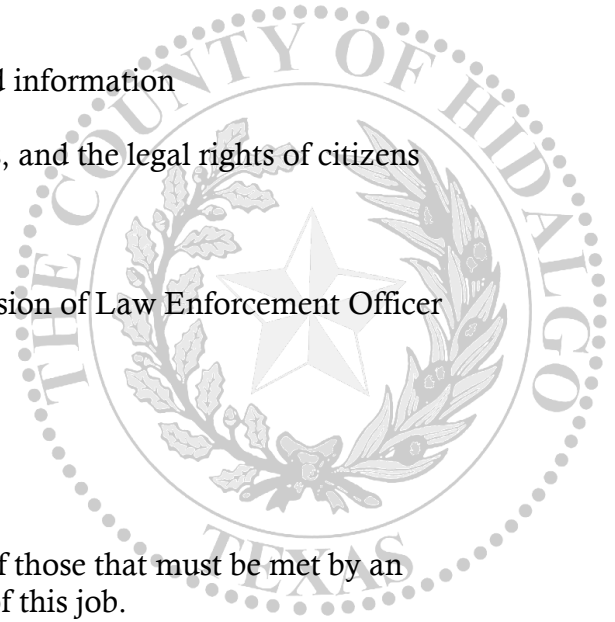 d information
, and the legal rights of citizens
sion of Law Enforcement Officer
f those that must be met by an
of this job.
THE COUNTY OF HIDALGO
TEXAS